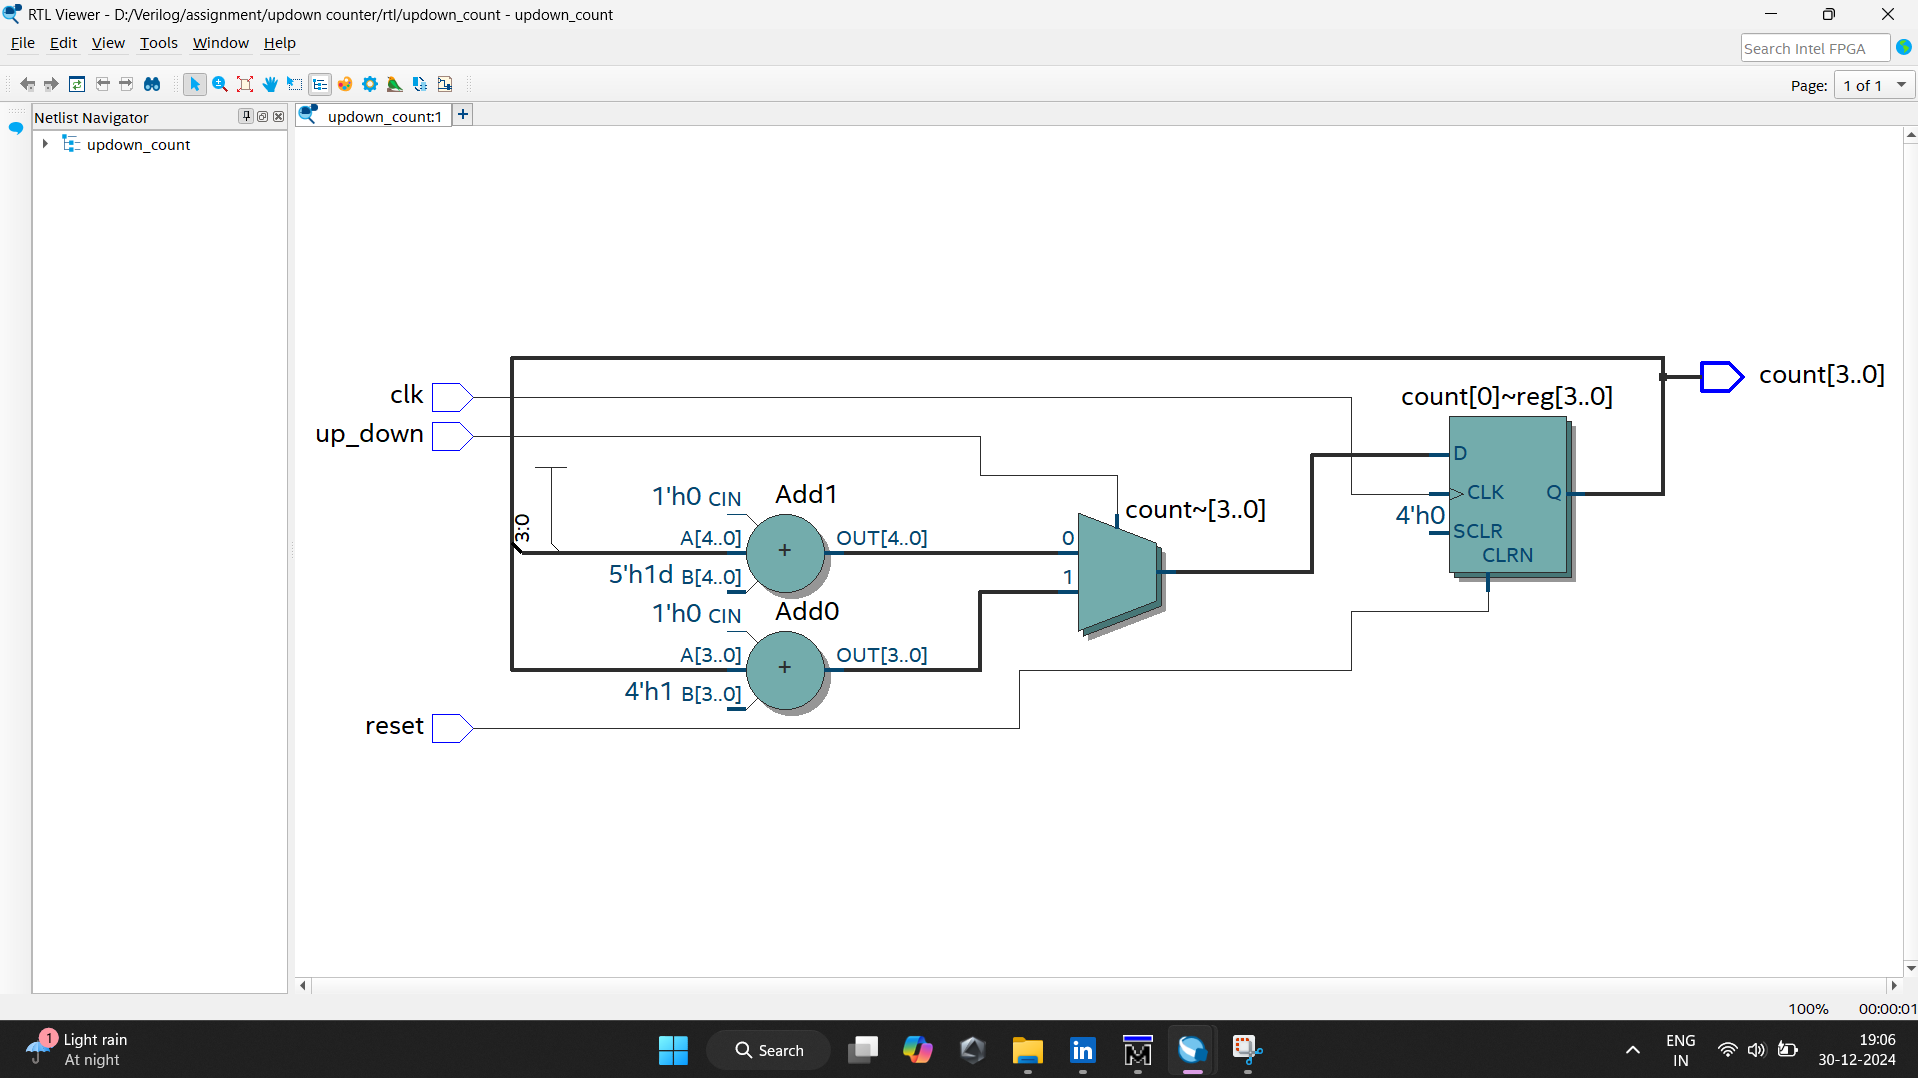 RTL Viewer - D:/Verilog/assignment/updown counter/rtl/updown_count - updown_count
File Edit View Tools Window Help
Search Intel FPGA
Page: 1 of 1
Netlist Navigator
updown_count:1
+
updown_count
count[3..0]
clk
count[0]~reg[3..0]
up_down
D
3:0
1'h0 CIN
Add1
CLK
Q
count~[3..0]
4'h0
SCLR
A[4..0]
+
OUT[4..0]
0
CLRN
5'h1d B[4..0]
1
1'h0 CIN
Add0
A[3..0]
+
OUT[3..0]
4'h1 B[3..0]
reset
100% 00:00:01
1
Light rain
At night
Search
in
M
ENG
IN
19:06
30-12-2024